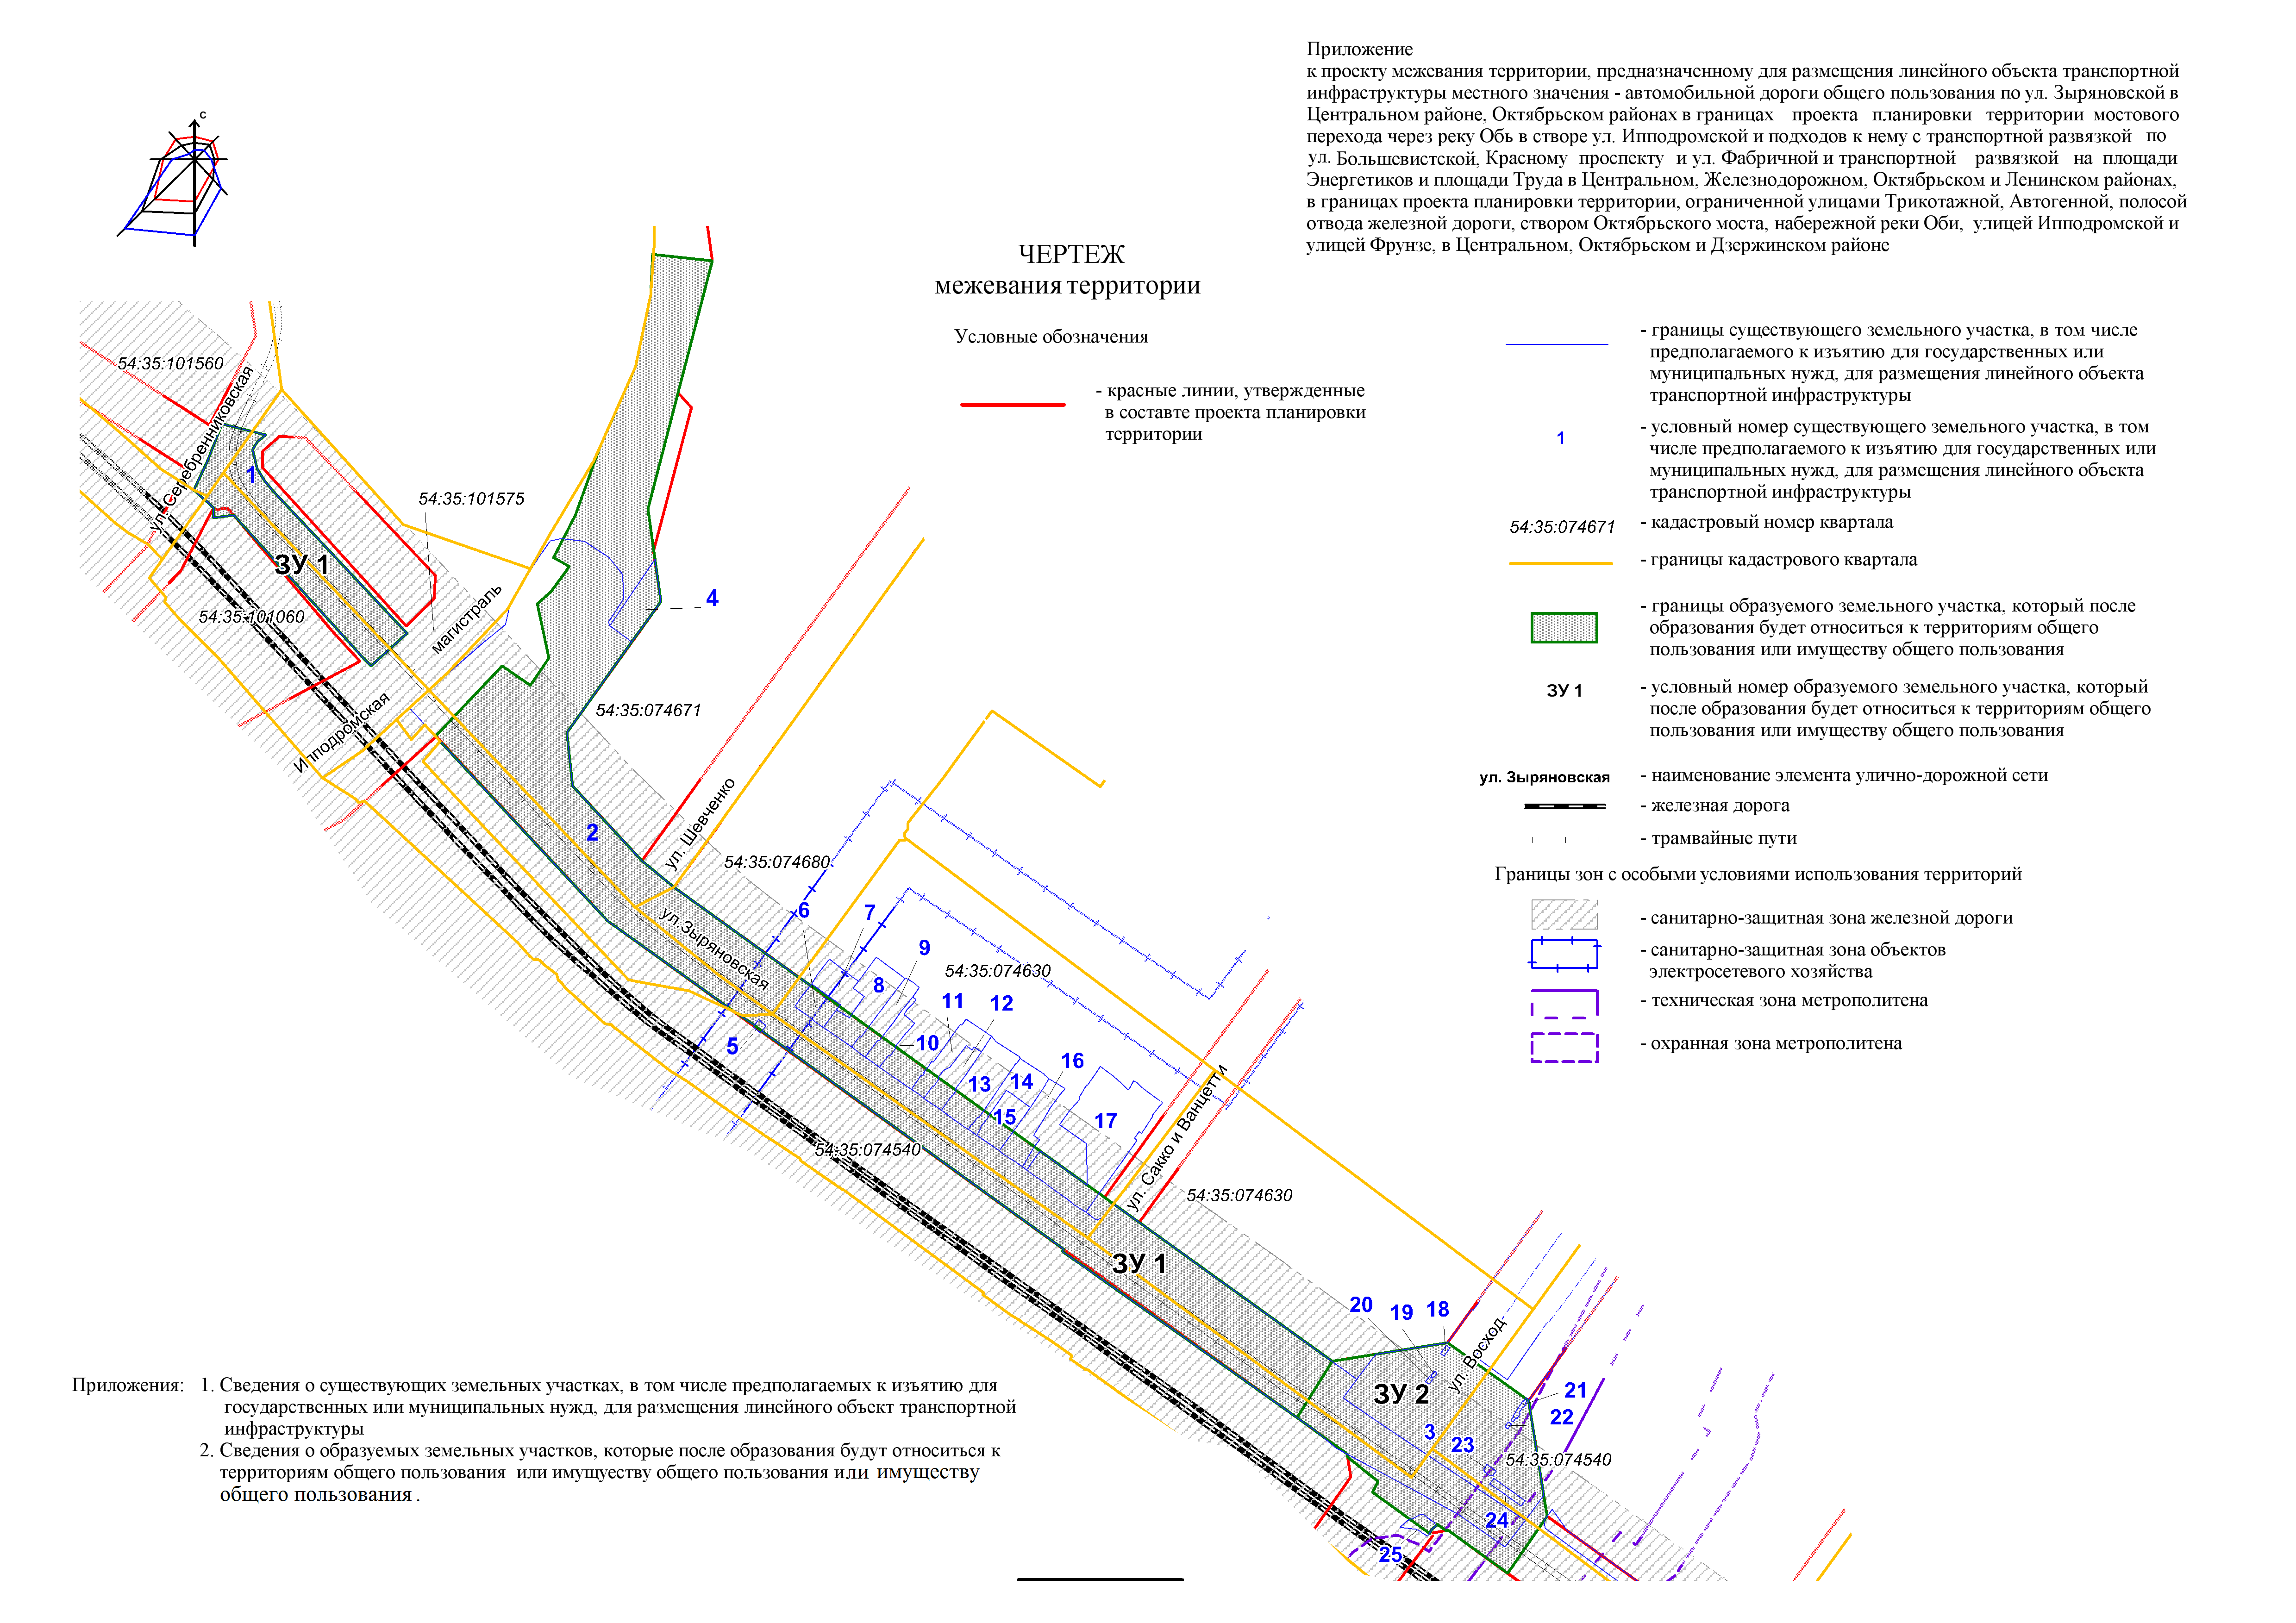 Приложение
к проекту межевания территории, предназначенному для размещения линейного объекта транспортной
инфраструктуры местного значения - автомобильной дороги общего пользования по ул. Зыряновской в
Центральном районе, Октябрьском районах в границах проекта планировки территории мостового
перехода через реку Обь в створе ул. Ипподромской и подходов к нему с транспортной развязкой по
ул. Большевистской, Красному проспекту и ул. Фабричной и транспортной развязкой на площади
Энергетиков и площади Труда в Центральном, Железнодорожном, Октябрьском и Ленинском районах,
в границах проекта планировки территории, ограниченной улицами Трикотажной, Автогенной, полосой
отвода железной дороги, створом Октябрьского моста, набережной реки Оби, улицей Ипподромской и
улицей Фрунзе, в Центральном, Октябрьском и Дзержинском районе
с
ЧЕРТЕЖ
межевания территории
Условные обозначения
- красные линии, утвержденные
в составте проекта планировки
территории
- границы существующего земельного участка, в том числе
предполагаемого к изъятию для государственных или
муниципальных нужд, для размещения линейного объекта
транспортной инфраструктуры
1
- условный номер существующего земельного участка, в том
числе предполагаемого к изъятию для государственных или
муниципальных нужд, для размещения линейного объекта
транспортной инфраструктуры
54:35:074671
- кадастровый номер квартала
- границы кадастрового квартала
- границы образуемого земельного участка, который после
образования будет относиться к территориям общего
пользования или имуществу общего пользования
ЗУ 1
- условный номер образуемого земельного участка, который
после образования будет относиться к территориям общего
пользования или имуществу общего пользования
ул. Зыряновская
- наименование элемента улично-дорожной сети
- железная дорога
- трамвайные пути
Границы зон с особыми условиями использования территорий
- санитарно-защитная зона железной дороги
- санитарно-защитная зона объектов
электросетевого хозяйства
- техническая зона метрополитена
- охранная зона метрополитена
54:35:101560
ул. Серебренниковская
1
54:35:101575
ЗУ 1
54:35:101060
магистраль
Ипподромская
4
54:35:074671
2
ул. Шевченко
54:35:074680
ул.Зыряновская
6
7
9
8
54:35:074630
11
12
5
10
16
13
14
15
17
54:35:074540
ул. Сакко и Ванцетти
54:35:074630
ЗУ 1
20
19
18
ул. Восход
ЗУ 2
21
22
3
23
54:35:074540
24
25
Приложения: 1. Сведения о существующих земельных участках, в том числе предполагаемых к изъятию для
государственных или муниципальных нужд, для размещения линейного объект транспортной
инфраструктуры
2. Сведения о образуемых земельных участков, которые после образования будут относиться к
территориям общего пользования или имущуеству общего пользования или имуществу
общего пользования .